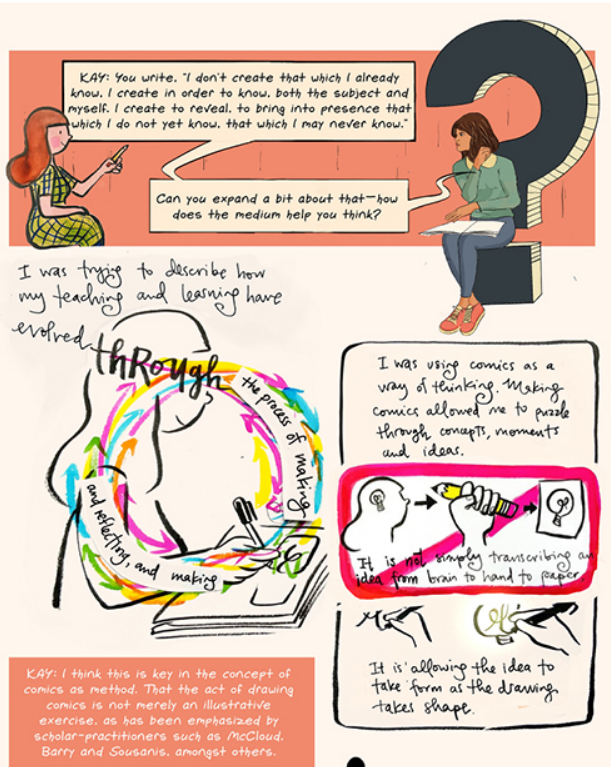 KAY: You write, "I don't create that which I already
know. I create in order to know, both the subject and
myself. I create to reveal, to bring into presence that
which I do not yet know, that which I may never know."
Can you expand a bit about that—how
does the medium help you think?
I was trying to describe how
my teaching and learning have
evolved
thRough
the process of making
and reflecting, and making
I was using comics as a
way of thinking. Making
comics allowed me to puzzle
through concepts, moments
and ideas.
It is not simply transcribing an
idea from brain to hand to paper.
It is allowing the idea to
take form as the drawing
takes shape.
KAY: I think this is key in the concept of
comics as method. That the act of drawing
comics is not merely an illustrative
exercise, as has been emphasized by
scholar-practitioners such as McCloud,
Barry and Sousanis, amongst others.